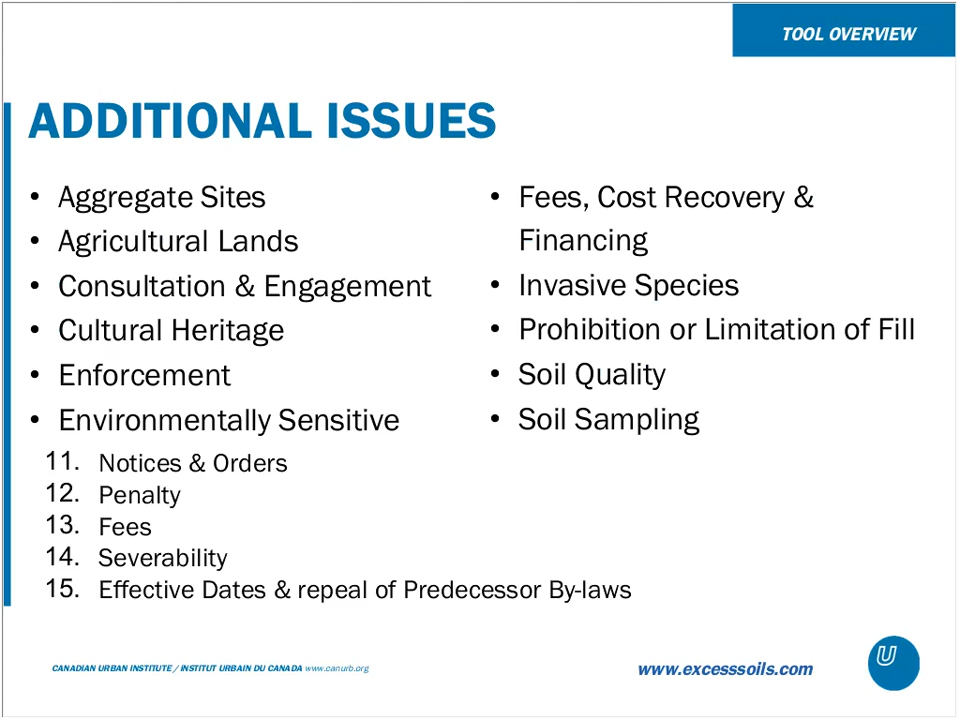 TOOL OVERVIEW
ADDITIONAL ISSUES
• Aggregate Sites
• Agricultural Lands
• Consultation & Engagement
• Cultural Heritage
• Enforcement
• Environmentally Sensitive
• Fees, Cost Recovery &
Financing
• Invasive Species
• Prohibition or Limitation of Fill
• Soil Quality
• Soil Sampling
11. Notices & Orders
12. Penalty
13. Fees
14. Severability
15. Effective Dates & repeal of Predecessor By-laws
CANADIAN URBAN INSTITUTE / INSTITUT URBAIN DU CANADA www.canurb.org
www.excesssoils.com
U